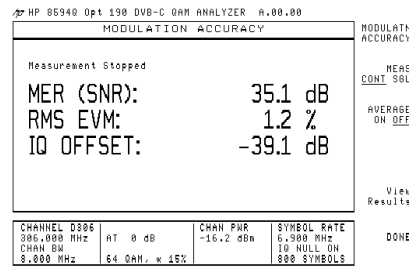 HP 8594Q Opt 190 DVB-C QAM ANALYZER A.00.00
MODULATION ACCURACY
Measurement Stopped
MER (SNR): 35.1 dB
RMS EVM: 1.2 %
IQ OFFSET: -39.1 dB
MODULATN
ACCURACY
MEAS
CONT SGL
AVERAGE
ON OFF
View
Results
DONE
CHANNEL D306
306.000 MHz
CHAN BW
8.000 MHz
AT 0 dB
64 QAM, α 15%
CHAN PWR
-16.2 dBm
SYMBOL RATE
6.900 MHz
IQ NULL ON
800 SYMBOLS